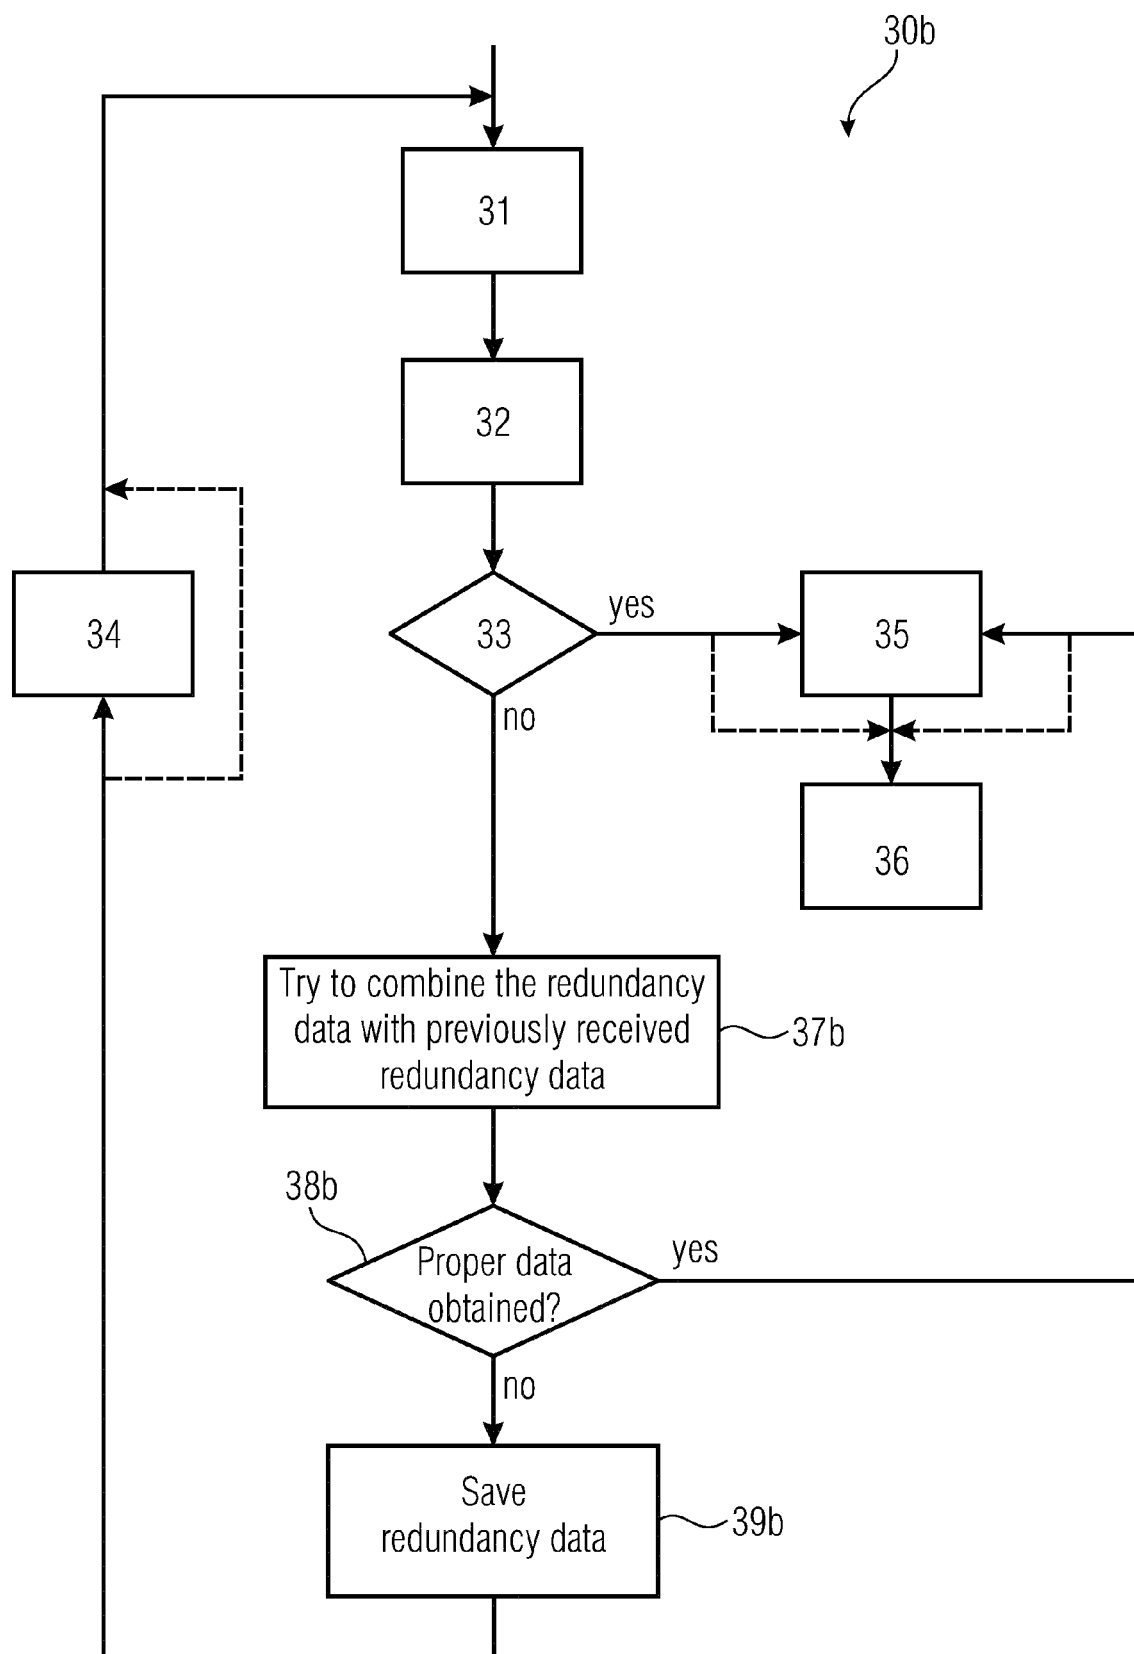 30b
31
32
33
yes
no
34
35
36
Try to combine the redundancy
data with previously received
redundancy data
37b
38b
Proper data
obtained?
yes
no
Save
redundancy data
39b